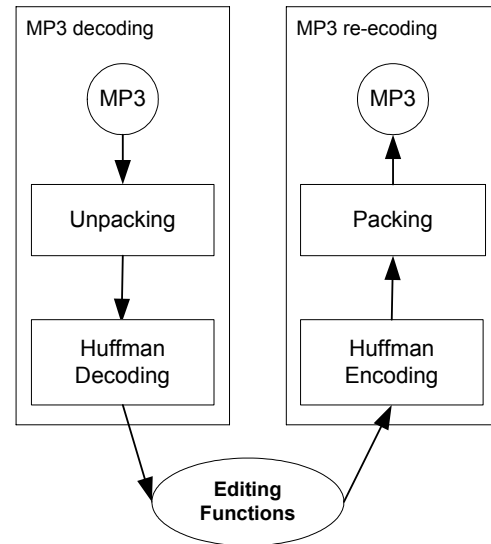 MP3 decoding
MP3
Unpacking
Huffman
Decoding
MP3 re-ecoding
MP3
Packing
Huffman
Encoding
Editing
Functions